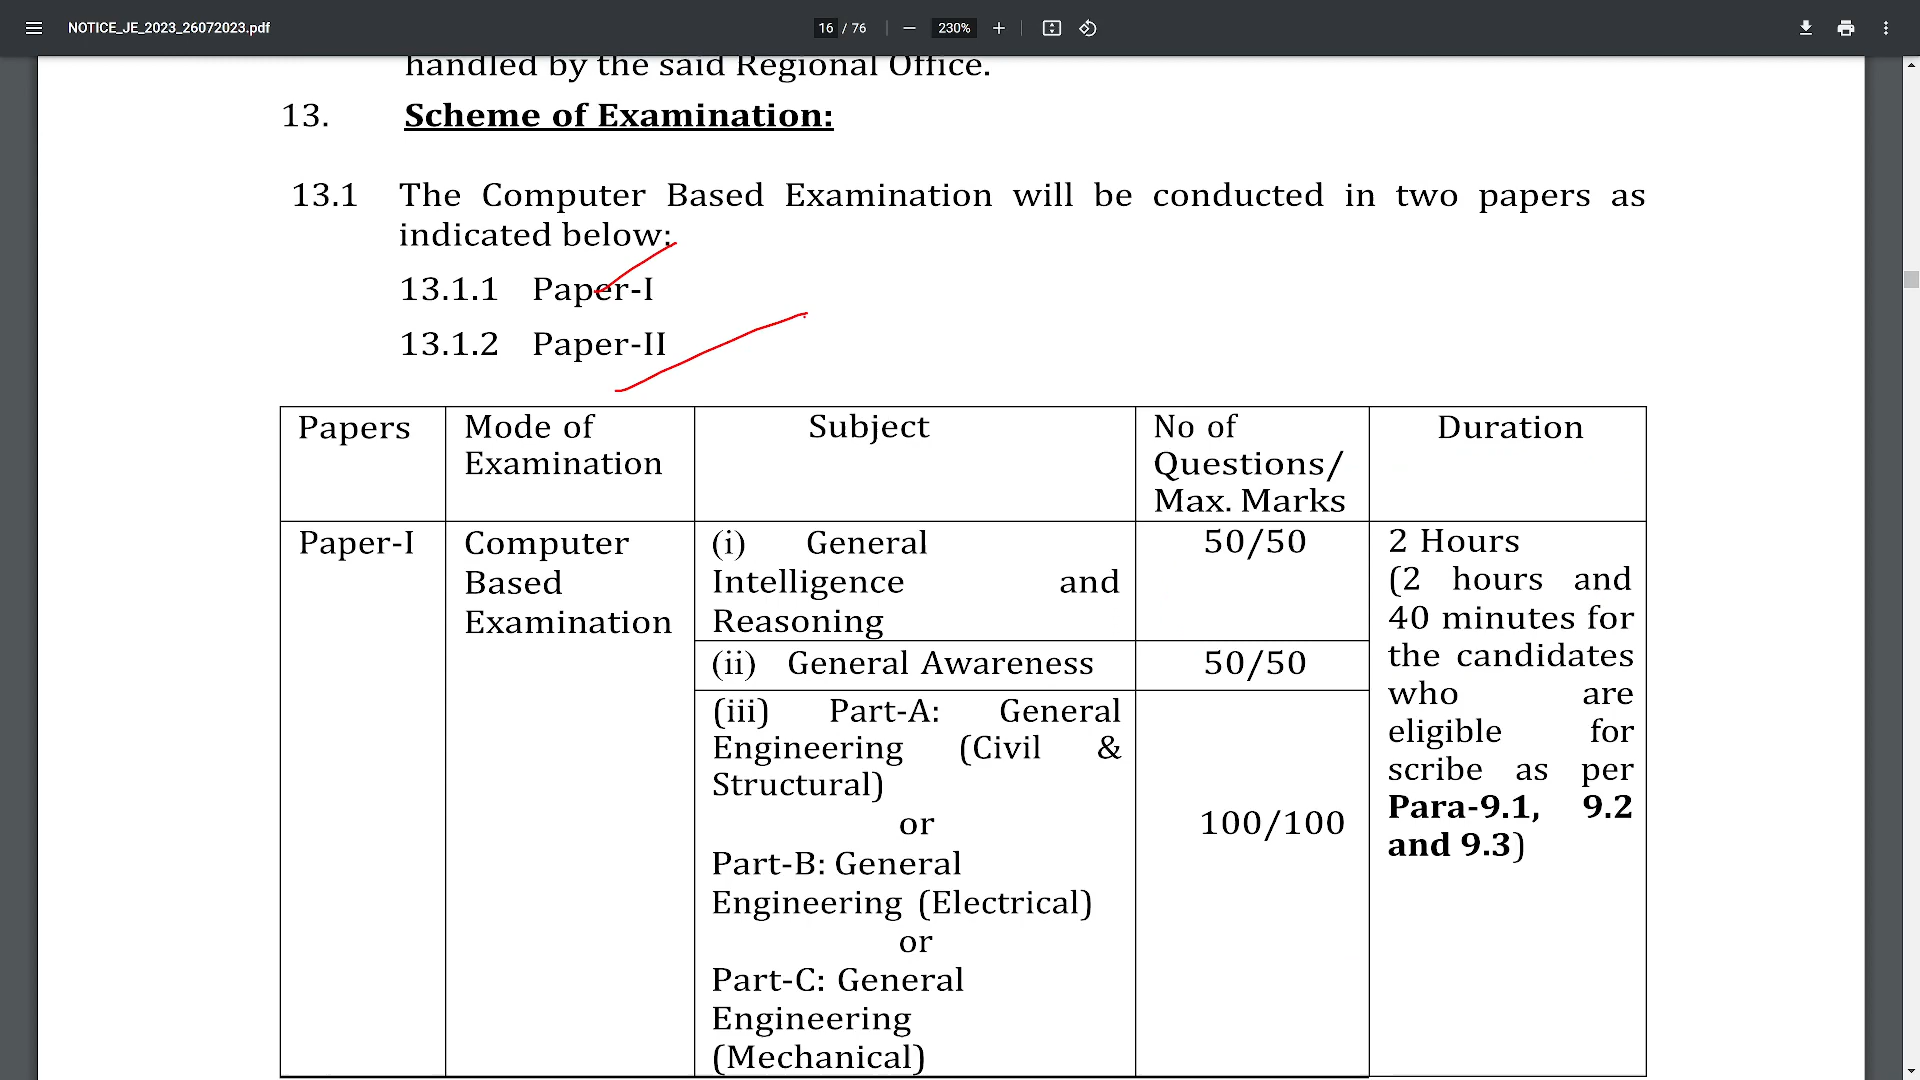 NOTICE_JE_2023_26072023.pdf
16 / 76
230%
handled by the said Regional Office.
13. Scheme of Examination:
13.1 The Computer Based Examination will be conducted in two papers as
indicated below:
13.1.1 Paper-I
13.1.2 Paper-II
Papers
Mode of
Examination
Subject
No of
Questions/
Max. Marks
Duration
Paper-I
Computer
Based
Examination
(i) General
Intelligence and
Reasoning
50/50
(ii) General Awareness
50/50
(iii) Part-A: General
Engineering (Civil &
Structural)
or
Part-B: General
Engineering (Electrical)
or
Part-C: General
Engineering
(Mechanical)
100/100
2 Hours
(2 hours and
40 minutes for
the candidates
who are
eligible for
scribe as per
Para-9.1, 9.2
and 9.3)